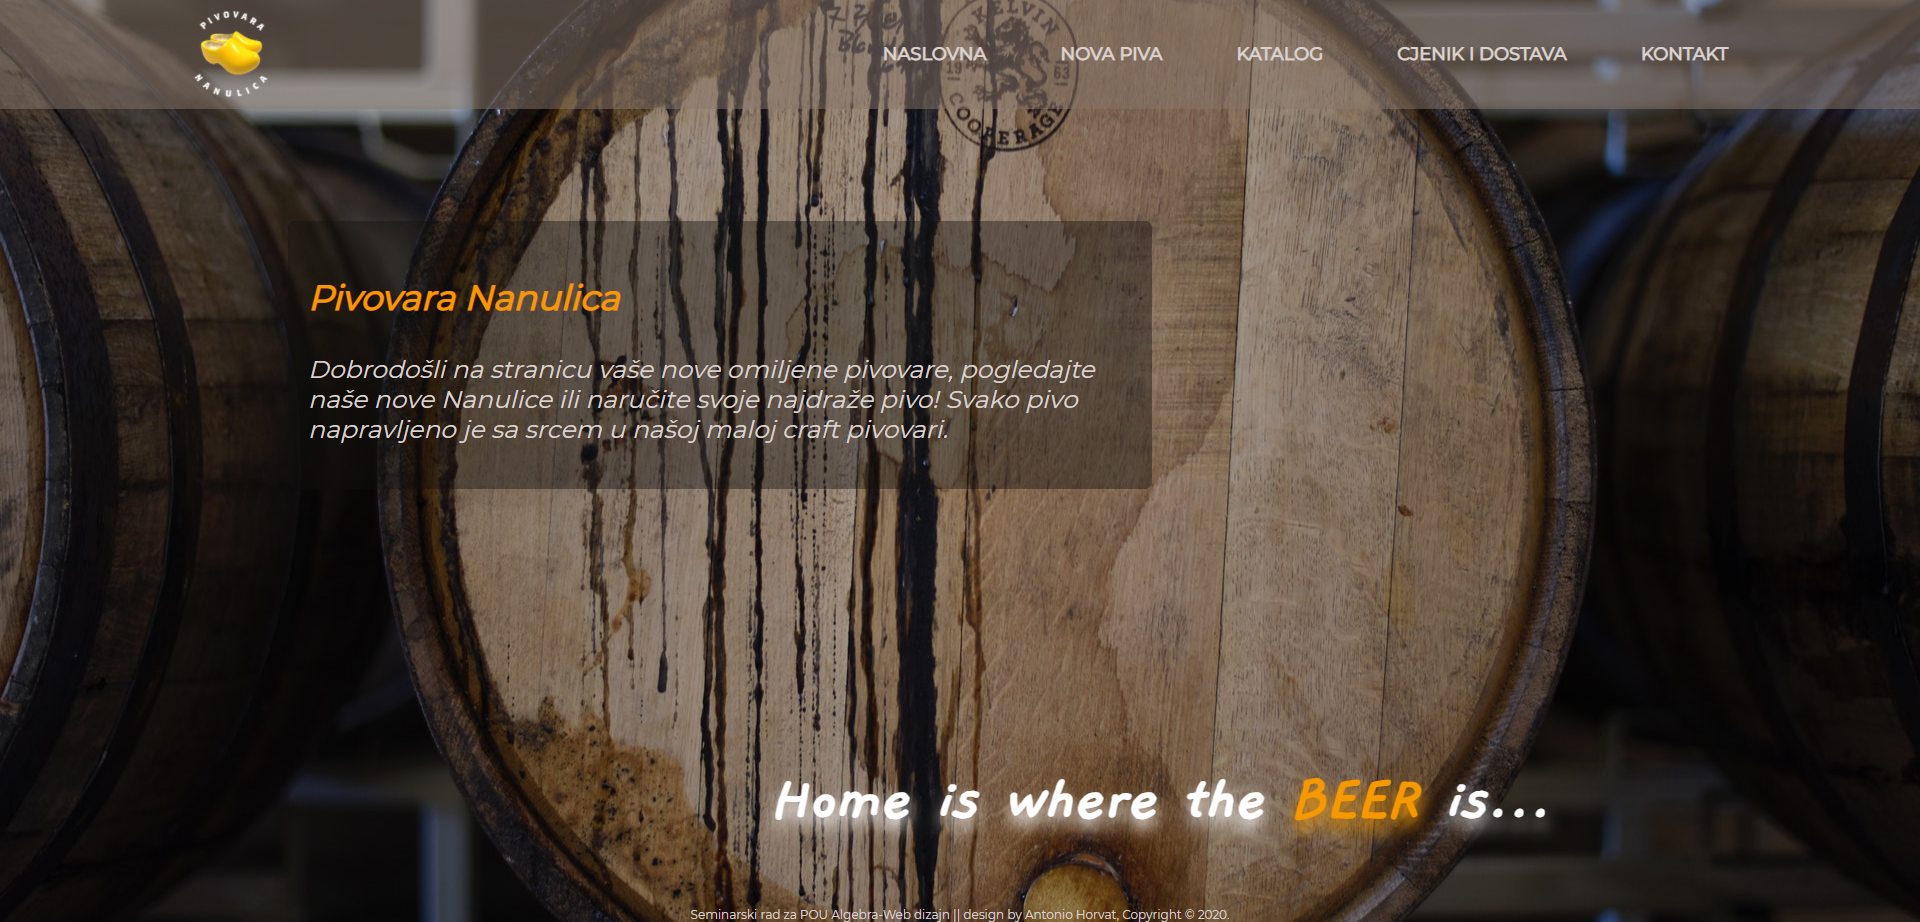 PIVOVARA
NANULICA
NASLOVNA
NOVA PIVA
KATALOG
CJENIK I DOSTAVA
KONTAKT
KELVIN
19 63
COOPERAGE
Pivovara Nanulica
Dobrodošli na stranicu vaše nove omiljene pivovare, pogledajte
naše nove Nanulice ili naručite svoje najdraže pivo! Svako pivo
napravljeno je sa srcem u našoj maloj craft pivovari.
Home is where the BEER is...
Seminarski rad za POU Algebra-Web dizajn || design by Antonio Horvat, Copyright © 2020.